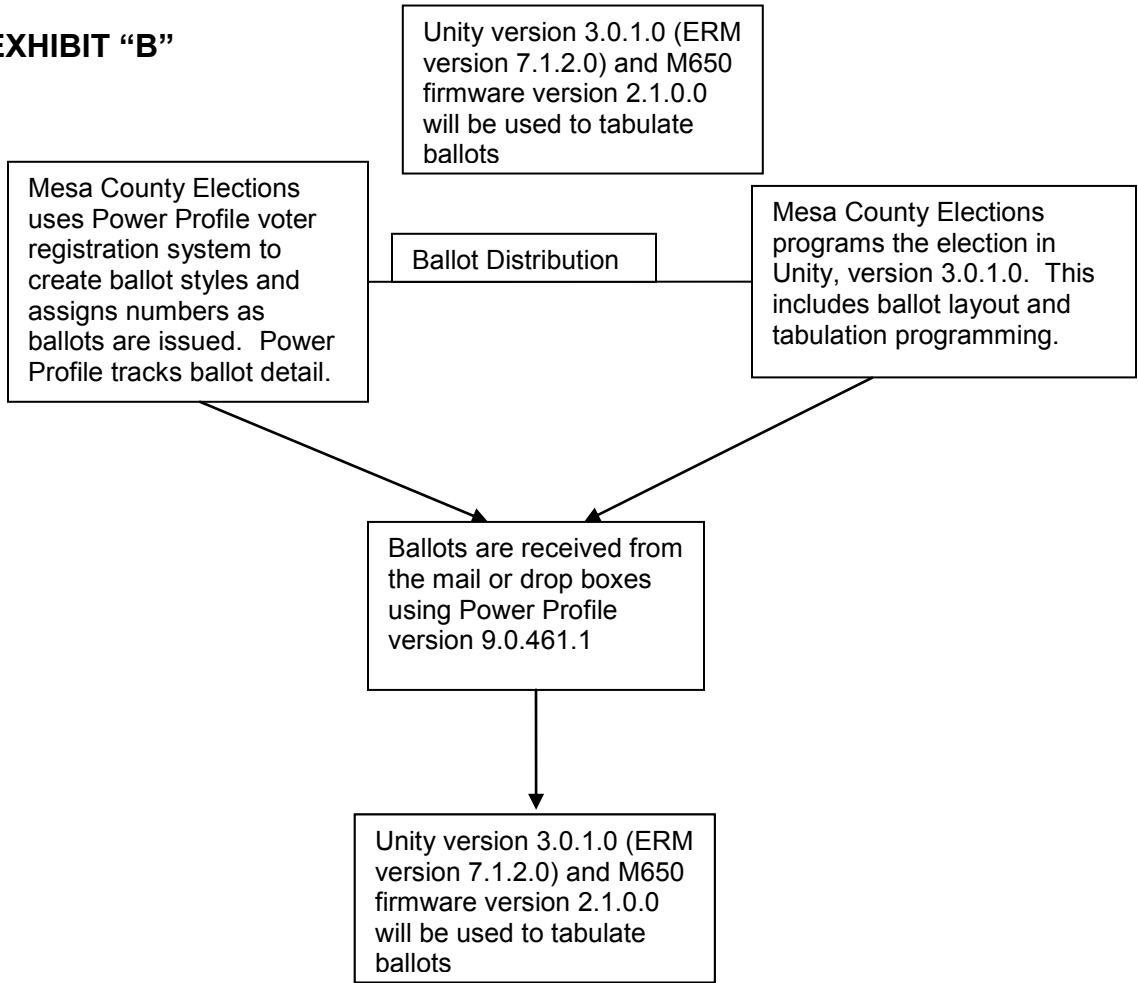 EXHIBIT “B”
Unity version 3.0.1.0 (ERM
version 7.1.2.0) and M650
firmware version 2.1.0.0
will be used to tabulate
ballots
Mesa County Elections
uses Power Profile voter
registration system to
create ballot styles and
assigns numbers as
ballots are issued.  Power
Profile tracks ballot detail.
Ballot Distribution
Mesa County Elections
programs the election in
Unity, version 3.0.1.0.  This
includes ballot layout and
tabulation programming.
Ballots are received from
the mail or drop boxes
using Power Profile
version 9.0.461.1
Unity version 3.0.1.0 (ERM
version 7.1.2.0) and M650
firmware version 2.1.0.0
will be used to tabulate
ballots